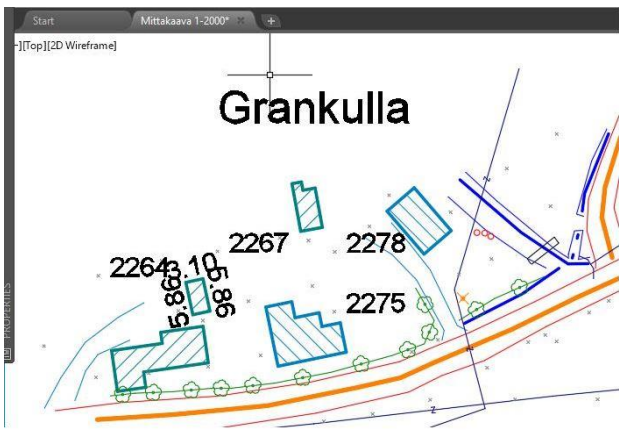 Start
Mittakaava 1-2000*
-][Top][2D Wireframe]
Grankulla
2267
2278
2264
3.10
5.86
5.86
2275
PROPERTIES
N